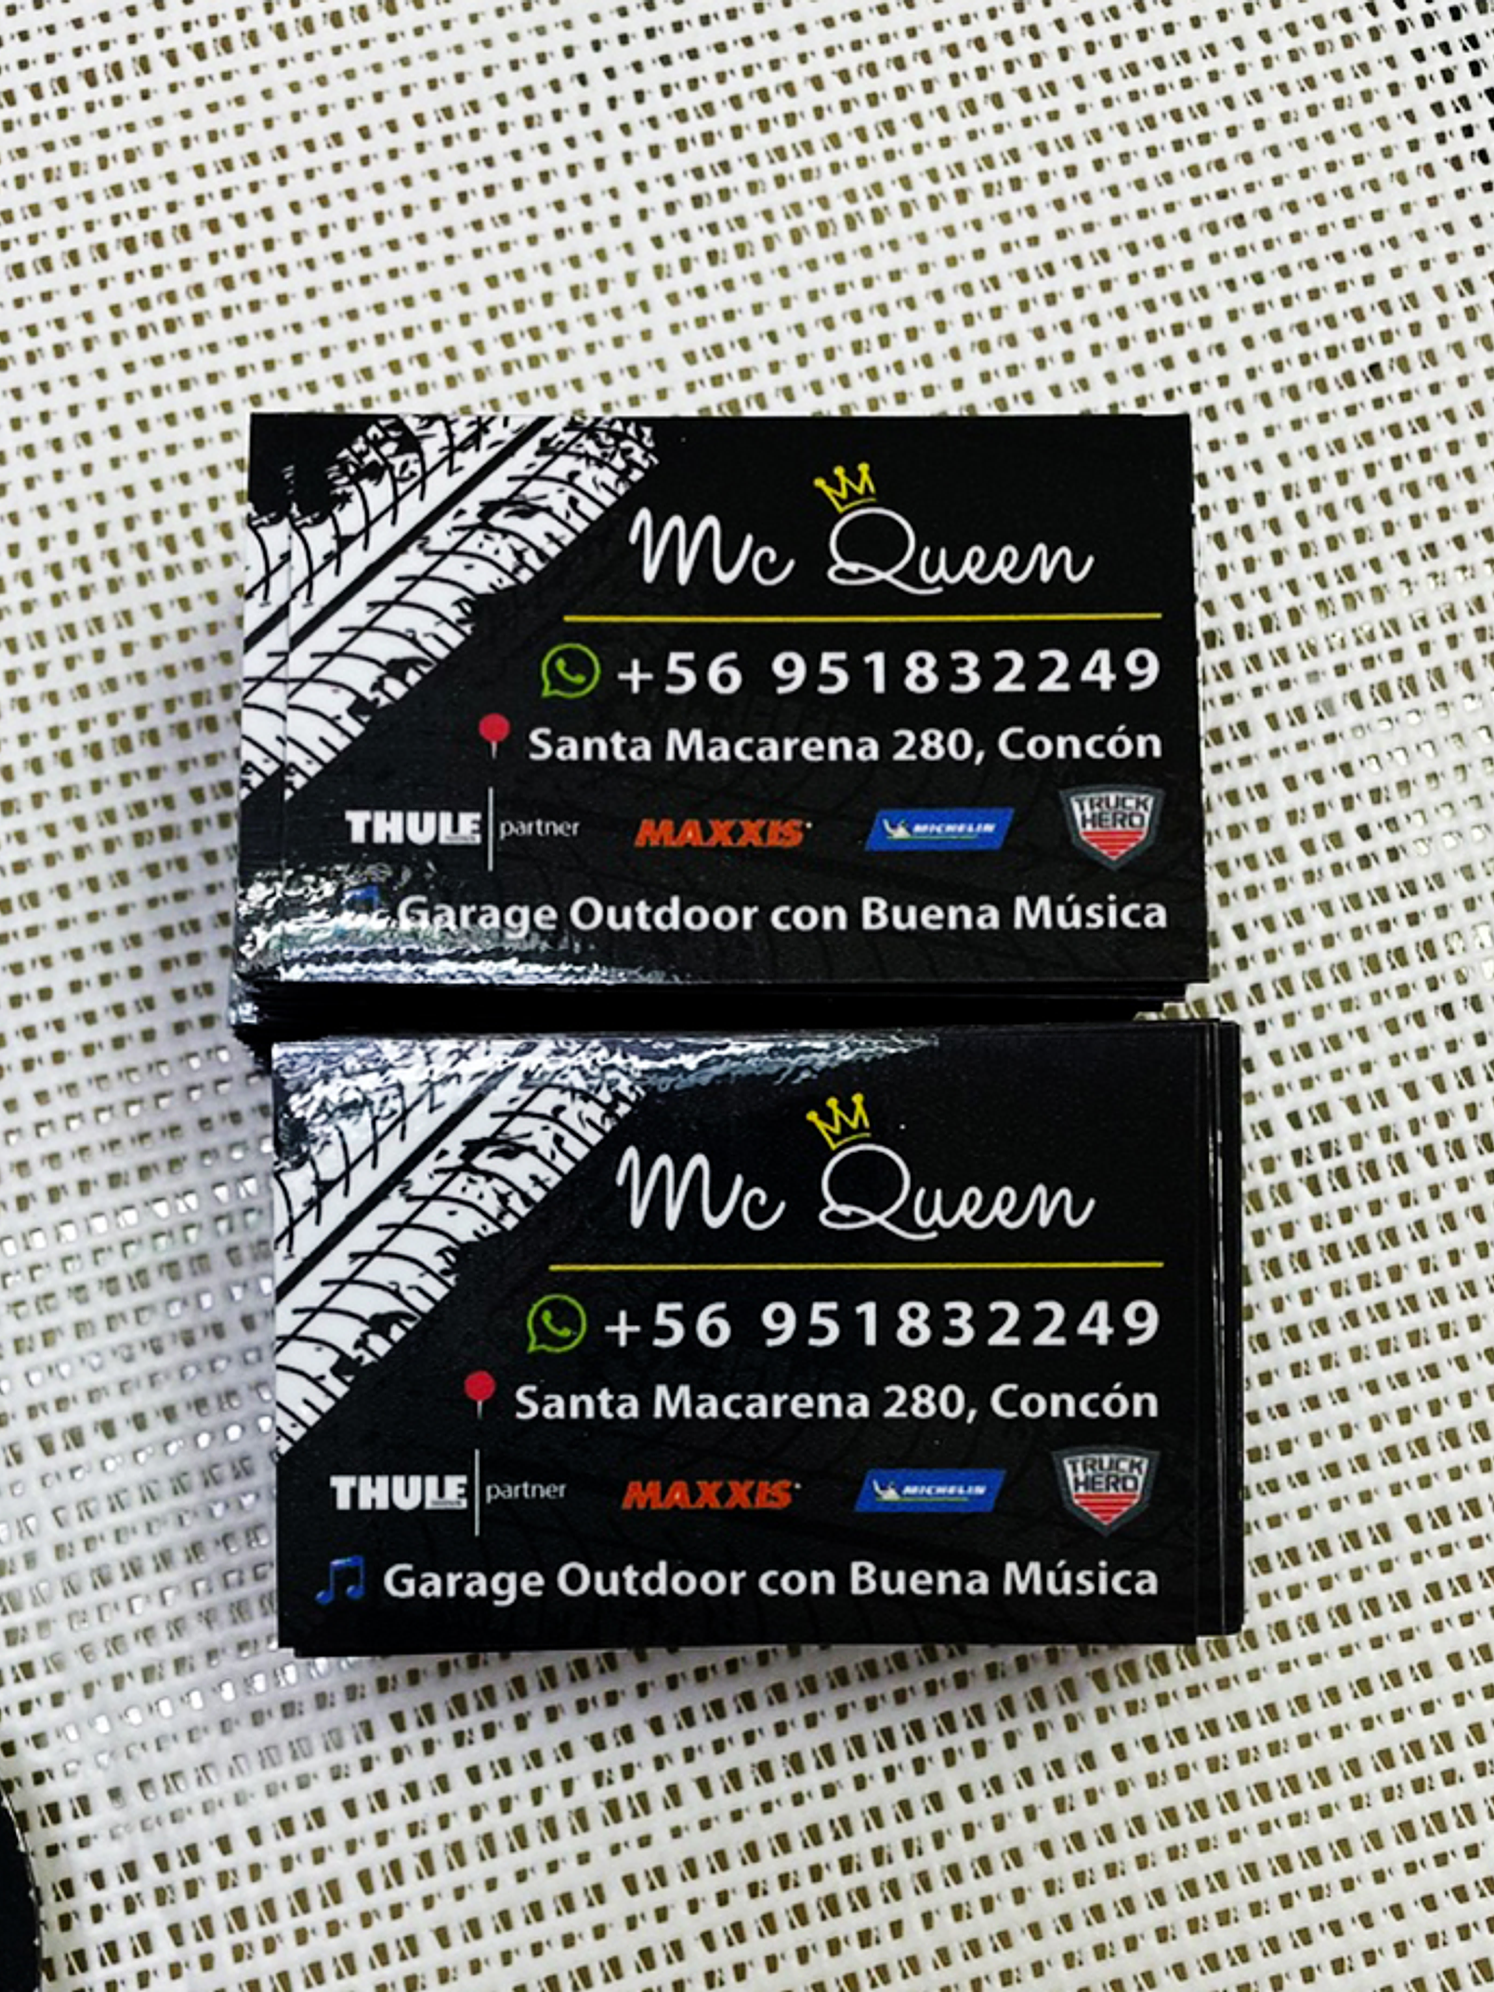 Mc Queen
+56 951832249
Santa Macarena 280, Concón
THULE partner MAXXIS MICHELIN TRUCK HERO
Garage Outdoor con Buena Música
Mc Queen
+56 951832249
Santa Macarena 280, Concón
THULE partner MAXXIS MICHELIN TRUCK HERO
Garage Outdoor con Buena Música